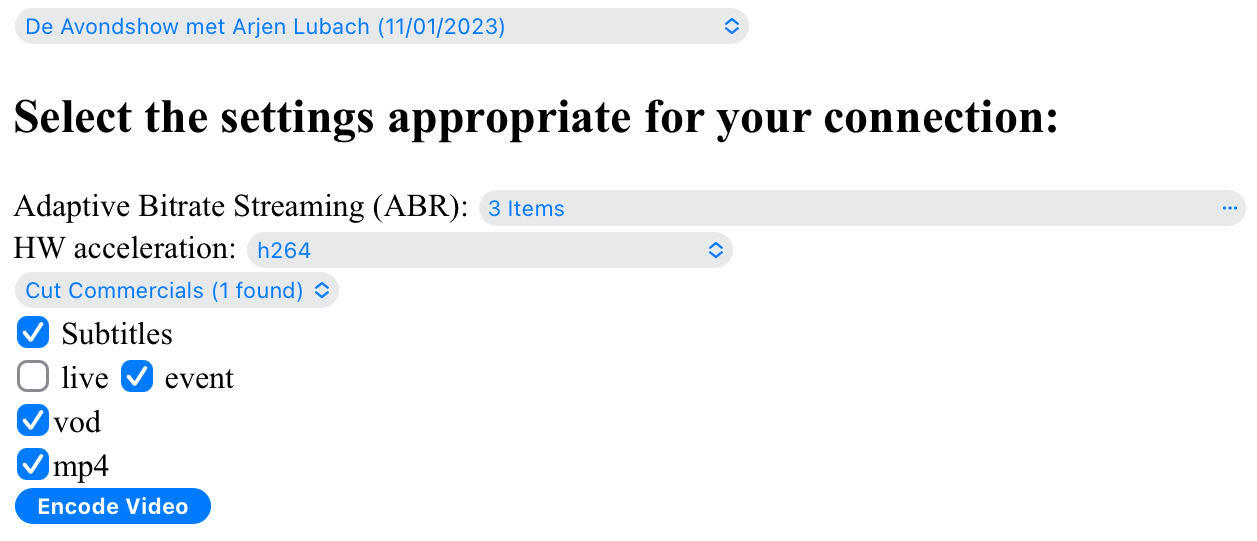 De Avondshow met Arjen Lubach (11/01/2023)
Select the settings appropriate for your connection:
Adaptive Bitrate Streaming (ABR): 3 Items
HW acceleration: h264
Cut Commercials (1 found)
Subtitles
live event
vod
mp4
Encode Video